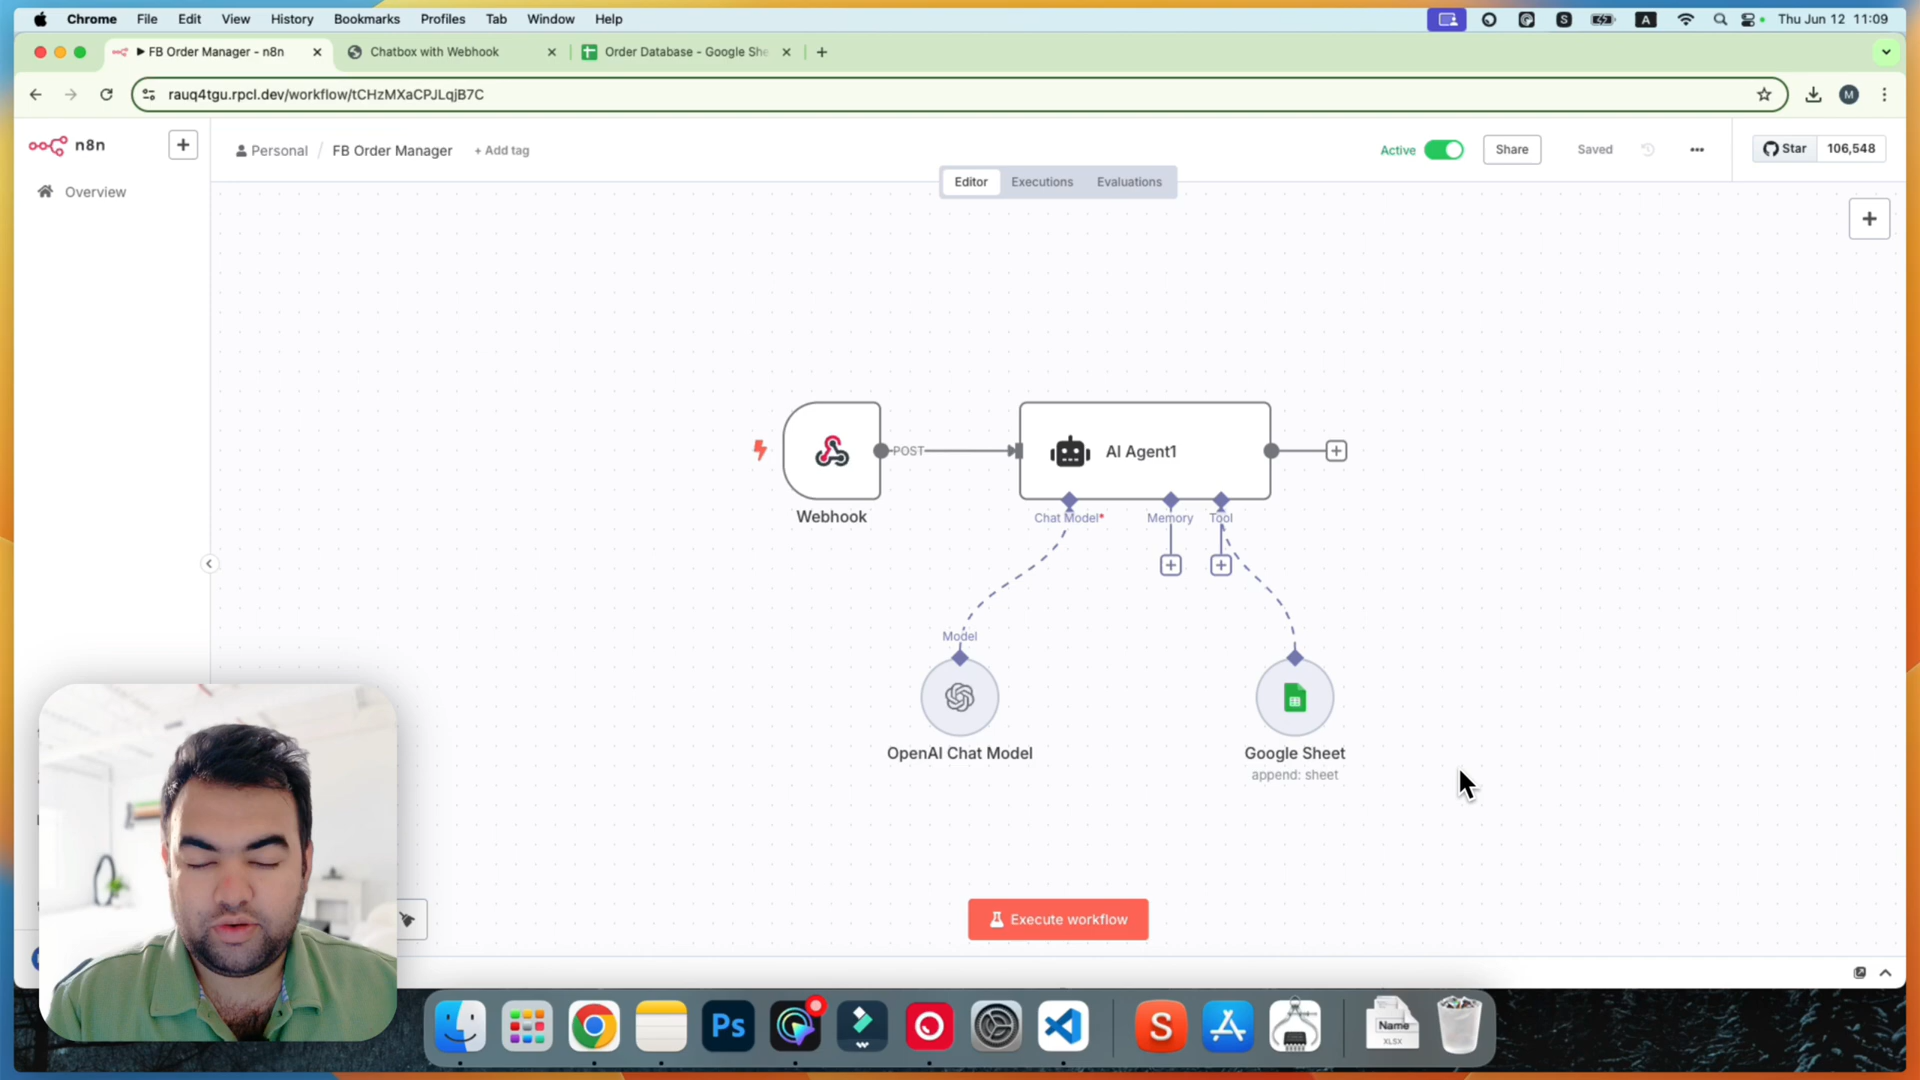 Chrome File Edit View History Bookmarks Profiles Tab Window Help
A Thu Jun 12 11:09
FB Order Manager - n8n
Chatbox with Webhook
Order Database - Google She
rauq4tgu.rpcl.dev/workflow/tCHzMXaCPJLqjB7C
M
n8n
Personal / FB Order Manager + Add tag
Active
Share
Saved
Star 106,548
Editor Executions Evaluations
Overview
POST
AI Agent1
Webhook
Chat Model*
Memory
Tool
Model
OpenAI Chat Model
Google Sheet
append: sheet
Execute workflow
Ps
S
Name
XLSX